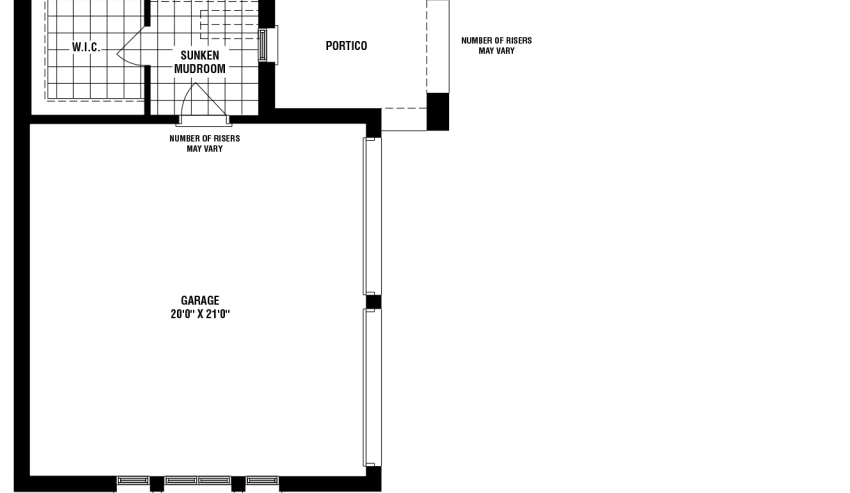 W.I.C.
SUNKEN
MUDROOM
PORTICO
NUMBER OF RISERS
MAY VARY
NUMBER OF RISERS
MAY VARY
GARAGE
20'0" X 21'0"